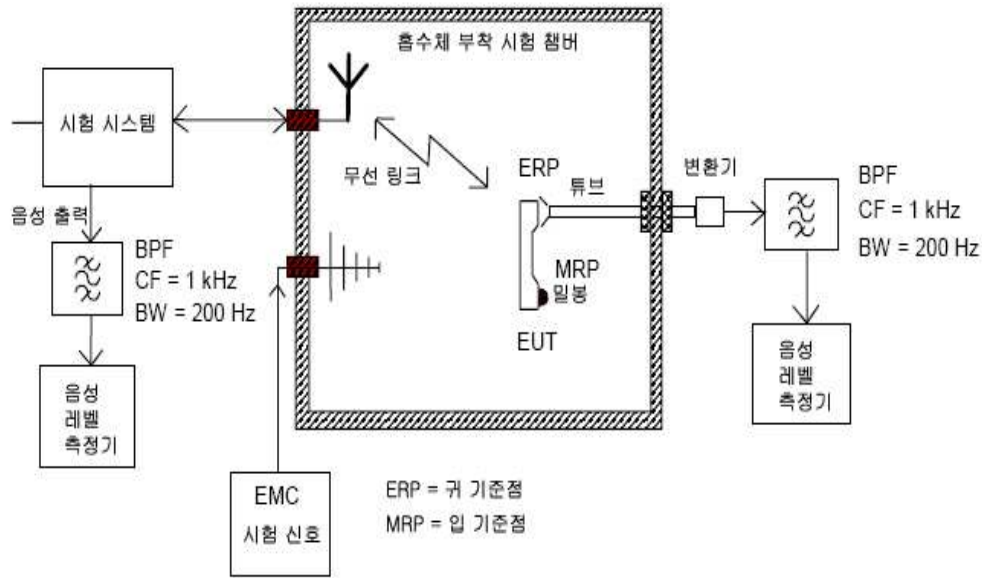 흡수체 부착 시험 챔버
시험 시스템
무선 링크
ERP
튜브
변환기
BPF
CF = 1 kHz
BW = 200 Hz
음성 출력
BPF
CF = 1 kHz
BW = 200 Hz
MRP
밀봉
EUT
음성
레벨
측정기
음성
레벨
측정기
EMC
시험 신호
ERP = 귀 기준점
MRP = 입 기준점